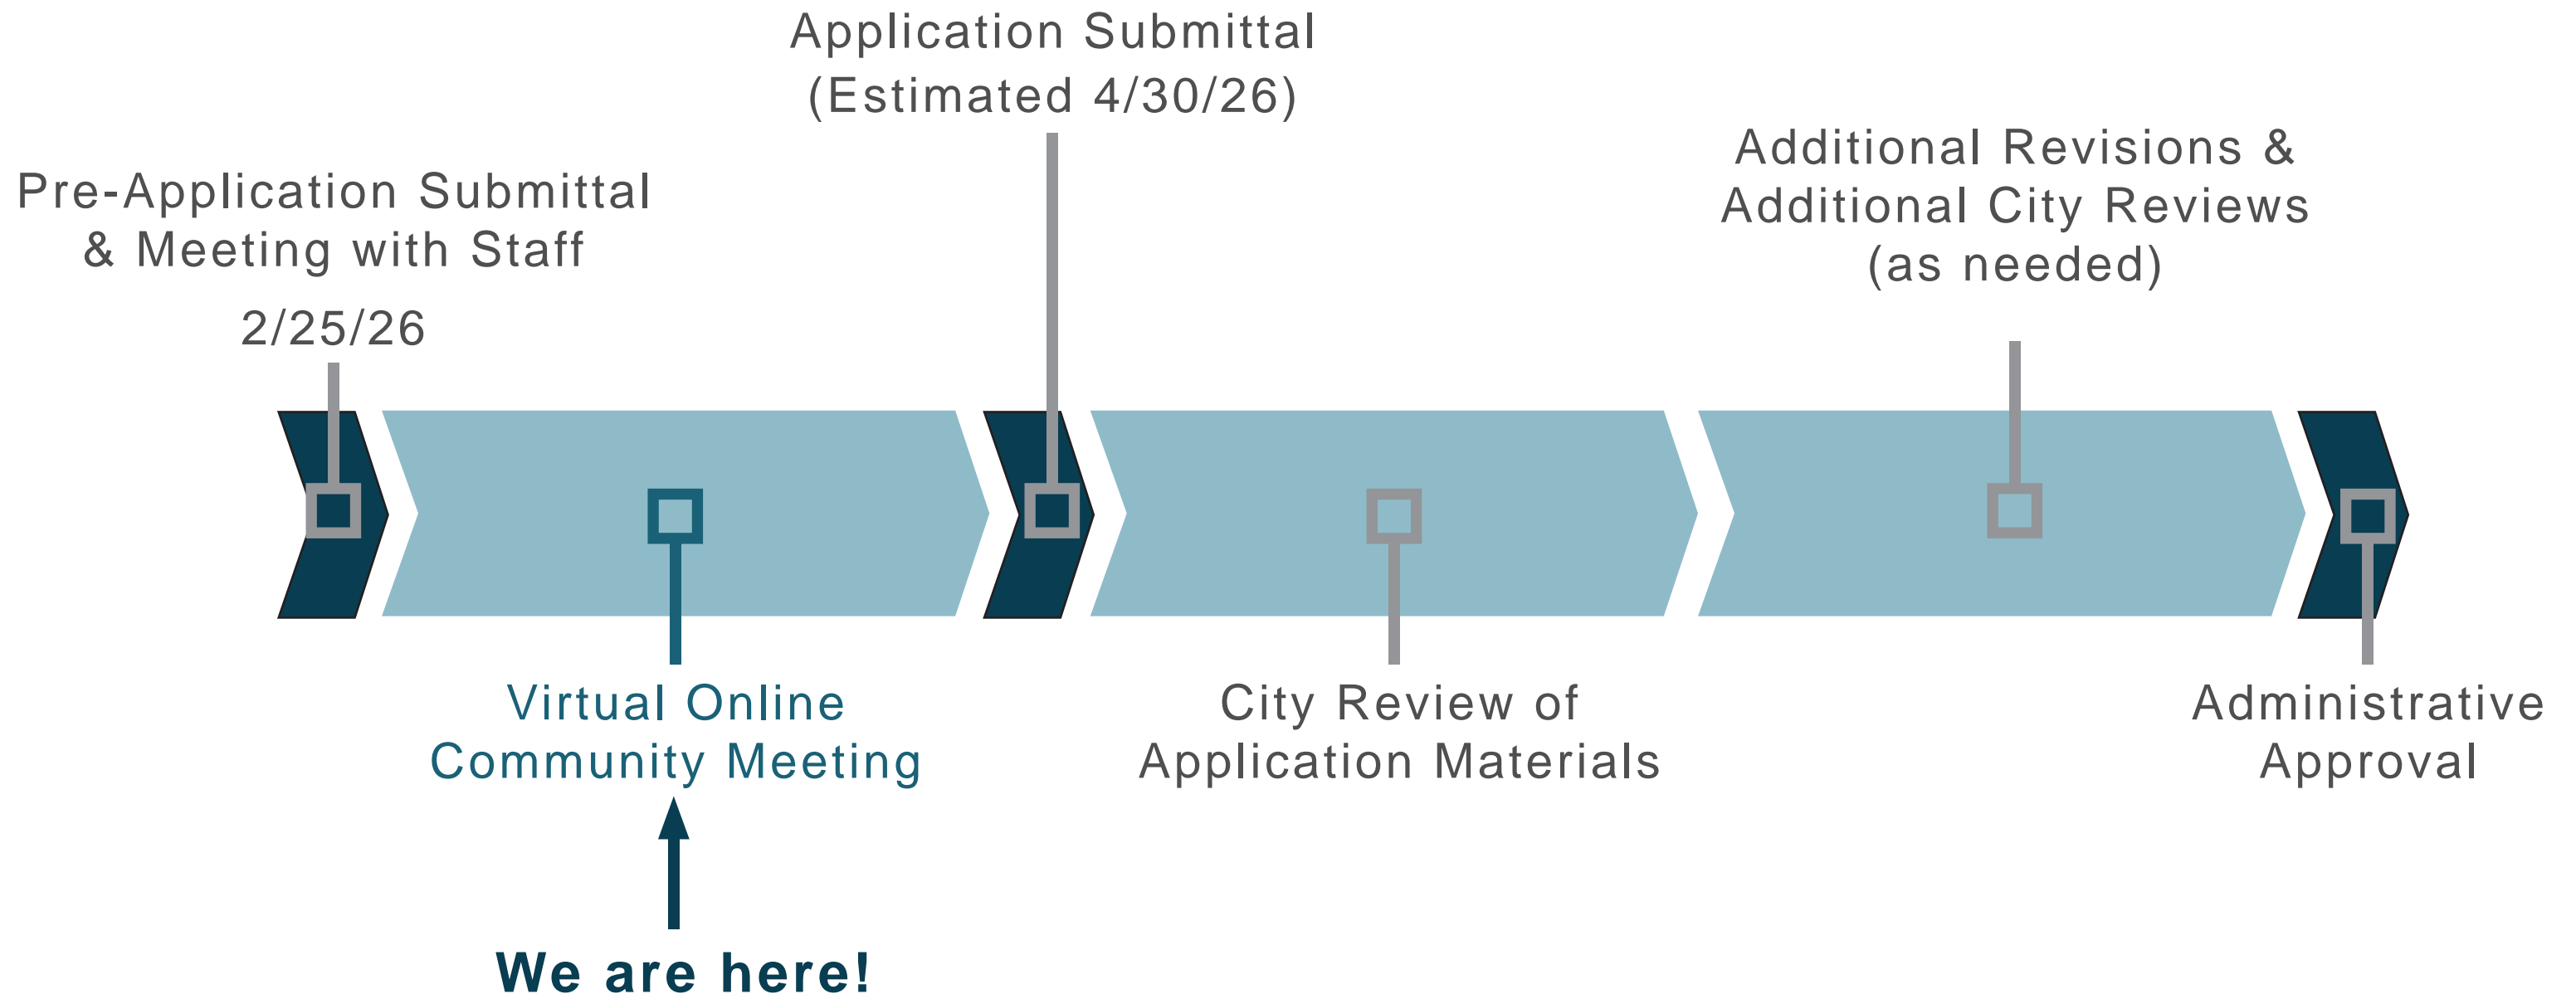 Pre-Application Submittal
& Meeting with Staff
2/25/26
Virtual Online
Community Meeting
We are here!
Application Submittal
(Estimated 4/30/26)
City Review of
Application Materials
Additional Revisions &
Additional City Reviews
(as needed)
Administrative
Approval